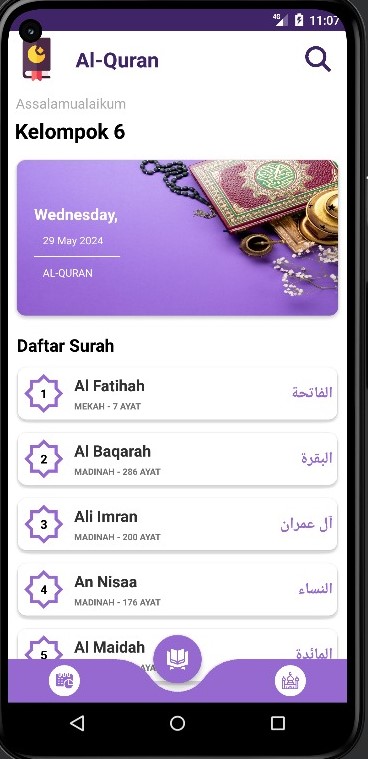 4G 11:07
Al-Quran
Assalamualaikum
Kelompok 6
Wednesday,
29 May 2024
AL-QURAN
Daftar Surah
1 Al Fatihah الفاتحة
MEKAH - 7 AYAT
2 Al Baqarah البقرة
MADINAH - 286 AYAT
3 Ali Imran آل عمران
MADINAH - 200 AYAT
4 An Nisaa النساء
MADINAH - 176 AYAT
5 Al Maidah المائدة